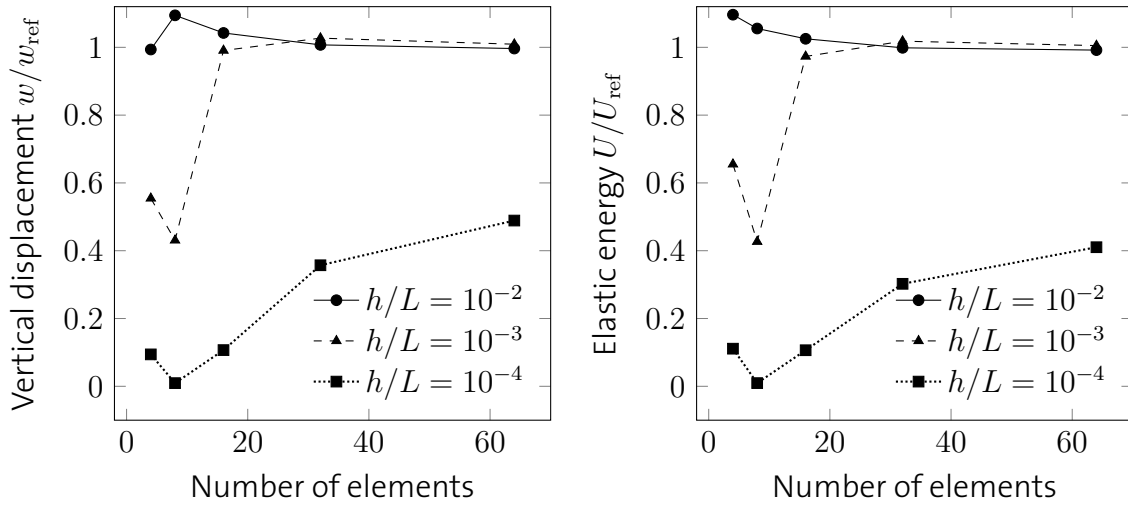 Vertical displacement w/w_ref
1
0.8
0.6
0.4
0.2
0
h/L = 10⁻²
h/L = 10⁻³
h/L = 10⁻⁴
0 20 40 60
Number of elements
Elastic energy U/U_ref
1
0.8
0.6
0.4
0.2
0
h/L = 10⁻²
h/L = 10⁻³
h/L = 10⁻⁴
0 20 40 60
Number of elements